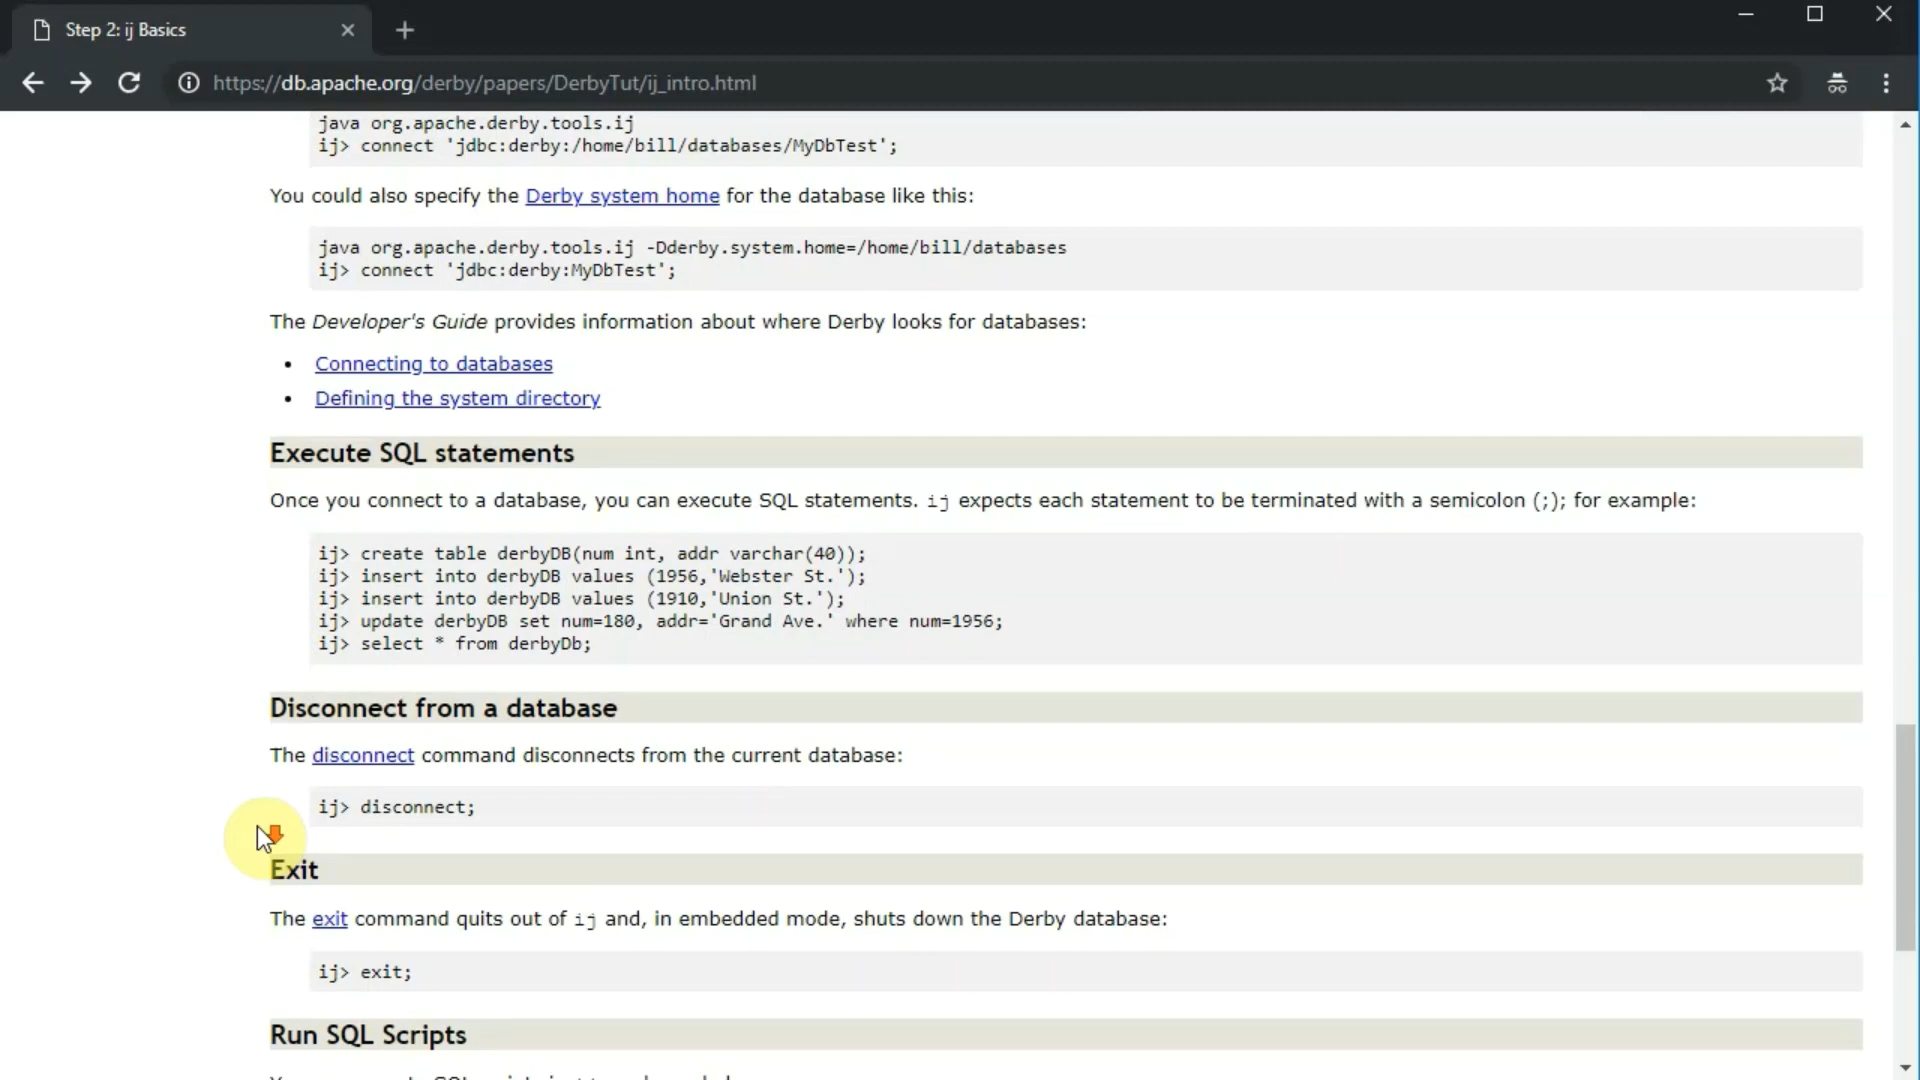 Step 2: ij Basics
https://db.apache.org/derby/papers/DerbyTut/ij_intro.html
java org.apache.derby.tools.ij
ij> connect 'jdbc:derby:/home/bill/databases/MyDbTest';
You could also specify the Derby system home for the database like this:
java org.apache.derby.tools.ij -Dderby.system.home=/home/bill/databases
ij> connect 'jdbc:derby:MyDbTest';
The Developer's Guide provides information about where Derby looks for databases:
• Connecting to databases
• Defining the system directory
Execute SQL statements
Once you connect to a database, you can execute SQL statements. ij expects each statement to be terminated with a semicolon (;); for example:
ij> create table derbyDB(num int, addr varchar(40));
ij> insert into derbyDB values (1956,'Webster St.');
ij> insert into derbyDB values (1910,'Union St.');
ij> update derbyDB set num=180, addr='Grand Ave.' where num=1956;
ij> select * from derbyDb;
Disconnect from a database
The disconnect command disconnects from the current database:
ij> disconnect;
Exit
The exit command quits out of ij and, in embedded mode, shuts down the Derby database:
ij> exit;
Run SQL Scripts